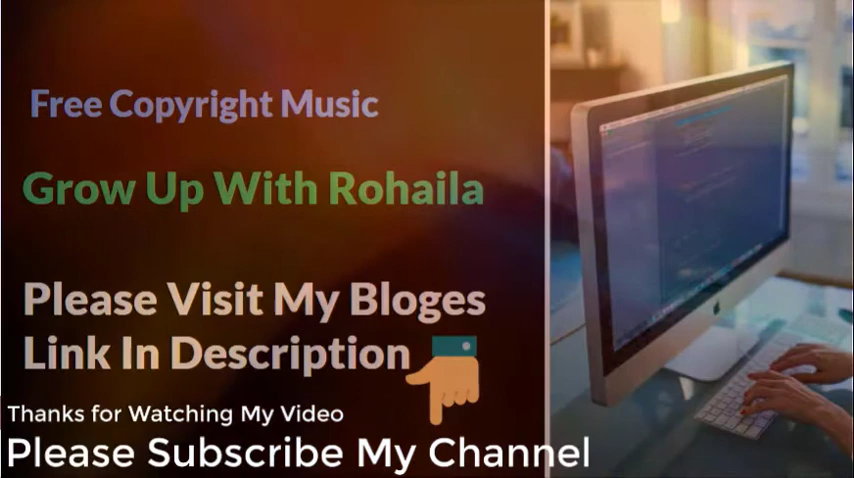 Free Copyright Music
Grow Up With Rohaila
Please Visit My Bloges
Link In Description
Thanks for Watching My Video
Please Subscribe My Channel